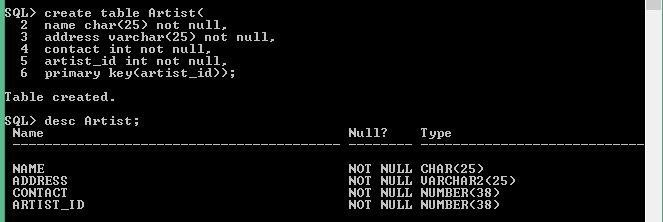 SQL> create table Artist(
2 name char(25) not null,
3 address varchar(25) not null,
4 contact int not null,
5 artist_id int not null,
6 primary key(artist_id));
Table created.
SQL> desc Artist;
Name Null? Type
NAME NOT NULL CHAR(25)
ADDRESS NOT NULL VARCHAR2(25)
CONTACT NOT NULL NUMBER(38)
ARTIST_ID NOT NULL NUMBER(38)